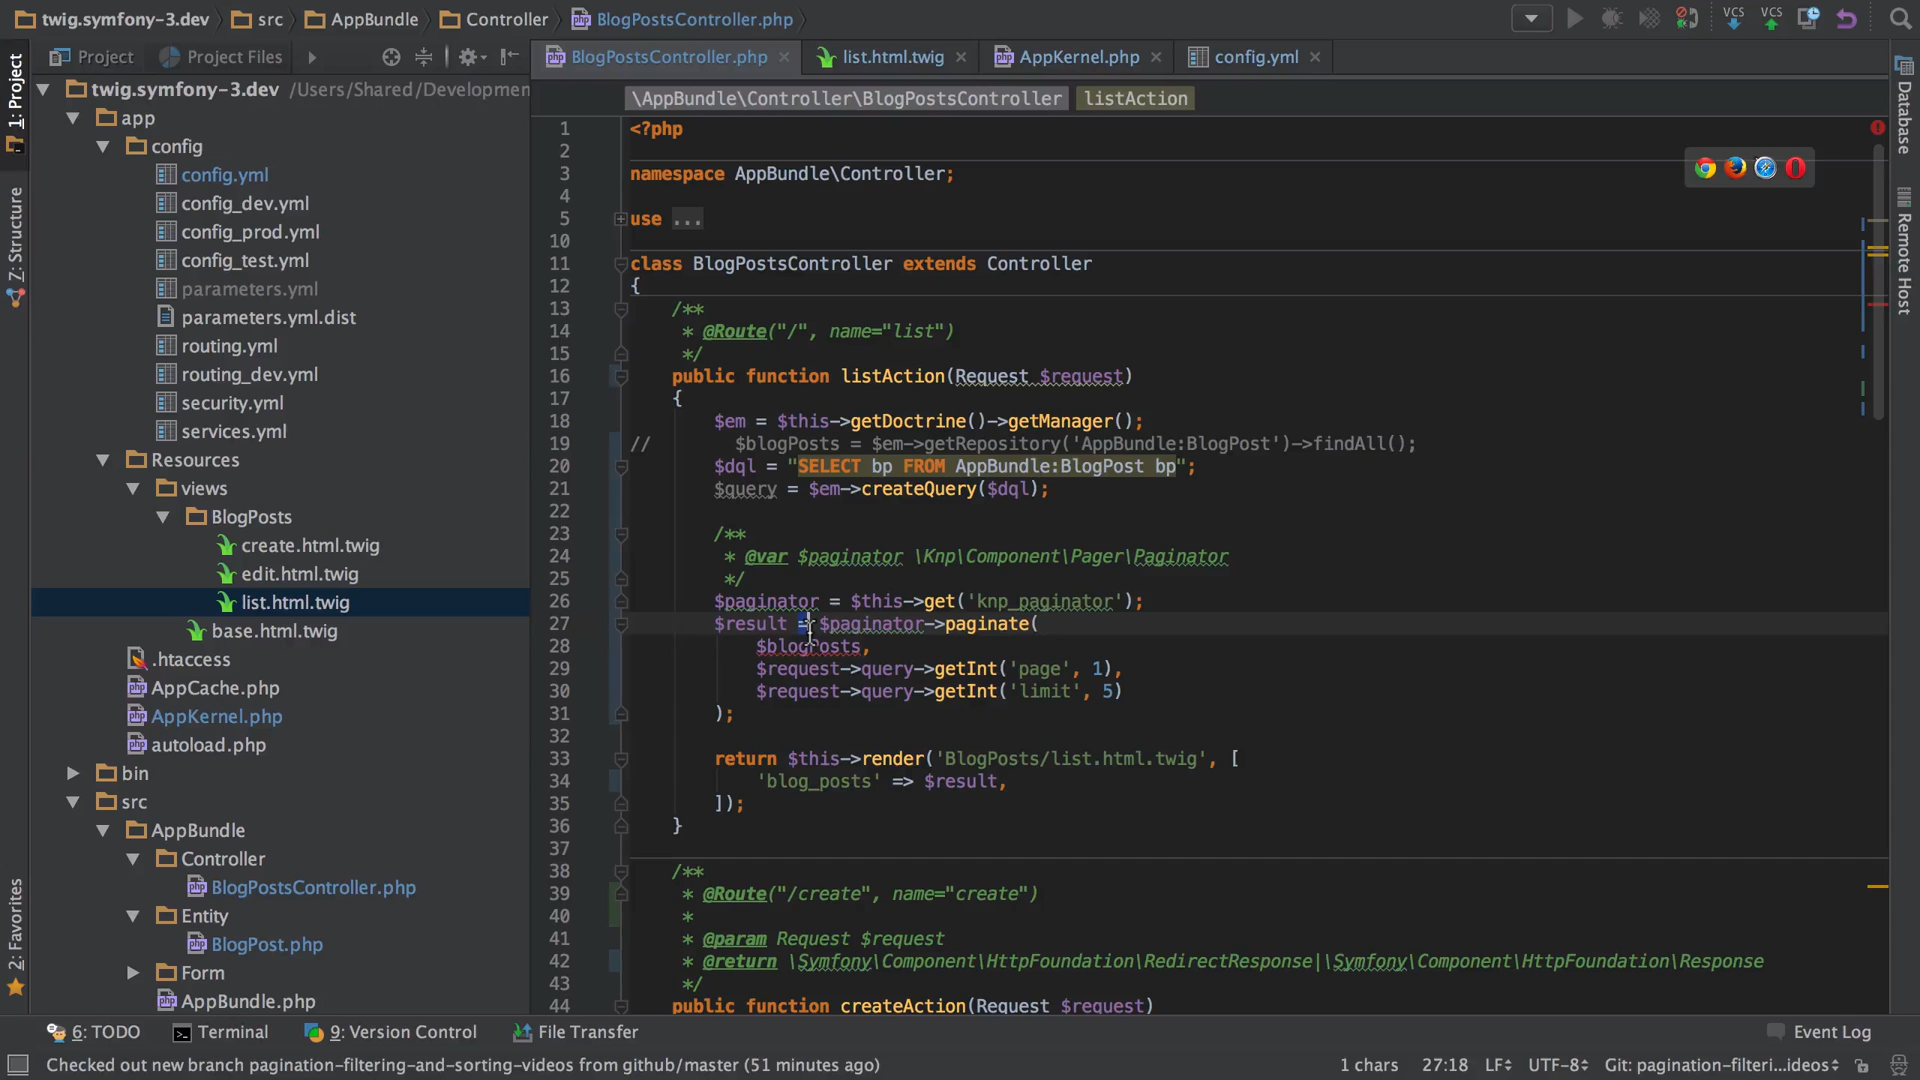 twig.symfony-3.dev src AppBundle Controller BlogPostsController.php
1: Project
Z: Structure
2: Favorites
Project Project Files
twig.symfony-3.dev /Users/Shared/Developmen
app
config
config.yml
config_dev.yml
config_prod.yml
config_test.yml
parameters.yml
parameters.yml.dist
routing.yml
routing_dev.yml
security.yml
services.yml
Resources
views
BlogPosts
create.html.twig
edit.html.twig
list.html.twig
base.html.twig
.htaccess
AppCache.php
AppKernel.php
autoload.php
bin
src
AppBundle
Controller
BlogPostsController.php
Entity
BlogPost.php
Form
AppBundle.php
VCS VCS
BlogPostsController.php list.html.twig AppKernel.php config.yml
\AppBundle\Controller\BlogPostsController listAction
1 <?php
2
3 namespace AppBundle\Controller;
4
5 use ...
10
11 class BlogPostsController extends Controller
12 {
13 /**
14 * @Route("/", name="list")
15 */
16 public function listAction(Request $request)
17 {
18 $em = $this->getDoctrine()->getManager();
19 // $blogPosts = $em->getRepository('AppBundle:BlogPost')->findAll();
20 $dql = "SELECT bp FROM AppBundle:BlogPost bp";
21 $query = $em->createQuery($dql);
22
23 /**
24 * @var $paginator \Knp\Component\Pager\Paginator
25 */
26 $paginator = $this->get('knp_paginator');
27 $result = $paginator->paginate(
28 $blogPosts,
29 $request->query->getInt('page', 1),
30 $request->query->getInt('limit', 5)
31 );
32
33 return $this->render('BlogPosts/list.html.twig', [
34 'blog_posts' => $result,
35 ]);
36 }
37
38 /**
39 * @Route("/create", name="create")
40 *
41 * @param Request $request
42 * @return \Symfony\Component\HttpFoundation\RedirectResponse|\Symfony\Component\HttpFoundation\Response
43 */
44 public function createAction(Request $request)
Database
Remote Host
6: TODO Terminal 9: Version Control File Transfer Event Log
Checked out new branch pagination-filtering-and-sorting-videos from github/master (51 minutes ago) 1 chars 27:18 LF UTF-8 Git: pagination-filteri...ideos